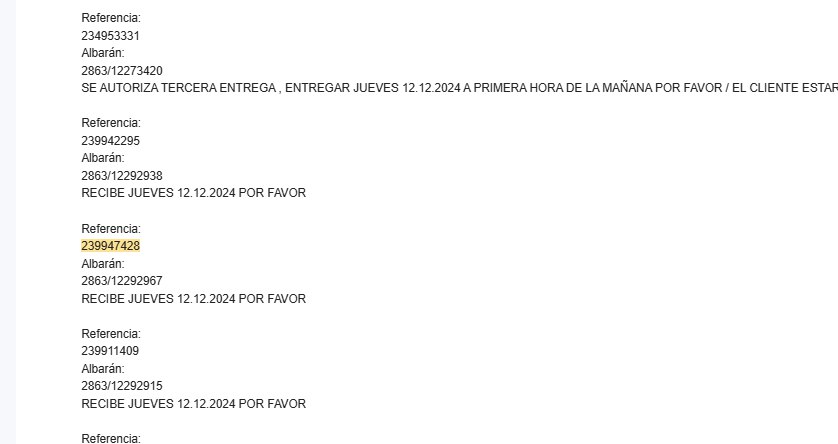 Referencia:
234953331
Albarán:
2863/12273420
SE AUTORIZA TERCERA ENTREGA , ENTREGAR JUEVES 12.12.2024 A PRIMERA HORA DE LA MAÑANA POR FAVOR / EL CLIENTE ESTAR
Referencia:
239942295
Albarán:
2863/12292938
RECIBE JUEVES 12.12.2024 POR FAVOR
Referencia:
239947428
Albarán:
2863/12292967
RECIBE JUEVES 12.12.2024 POR FAVOR
Referencia:
239911409
Albarán:
2863/12292915
RECIBE JUEVES 12.12.2024 POR FAVOR
Referencia: